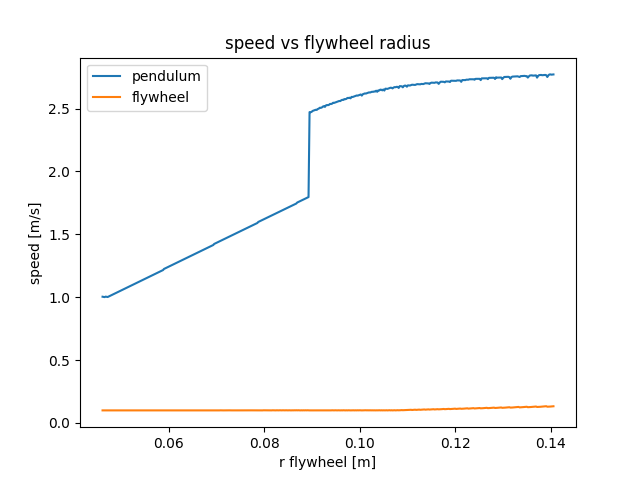 speed vs flywheel radius
pendulum
flywheel
2.5
2.0
1.5
1.0
0.5
0.0
speed [m/s]
0.06 0.08 0.10 0.12 0.14
r flywheel [m]